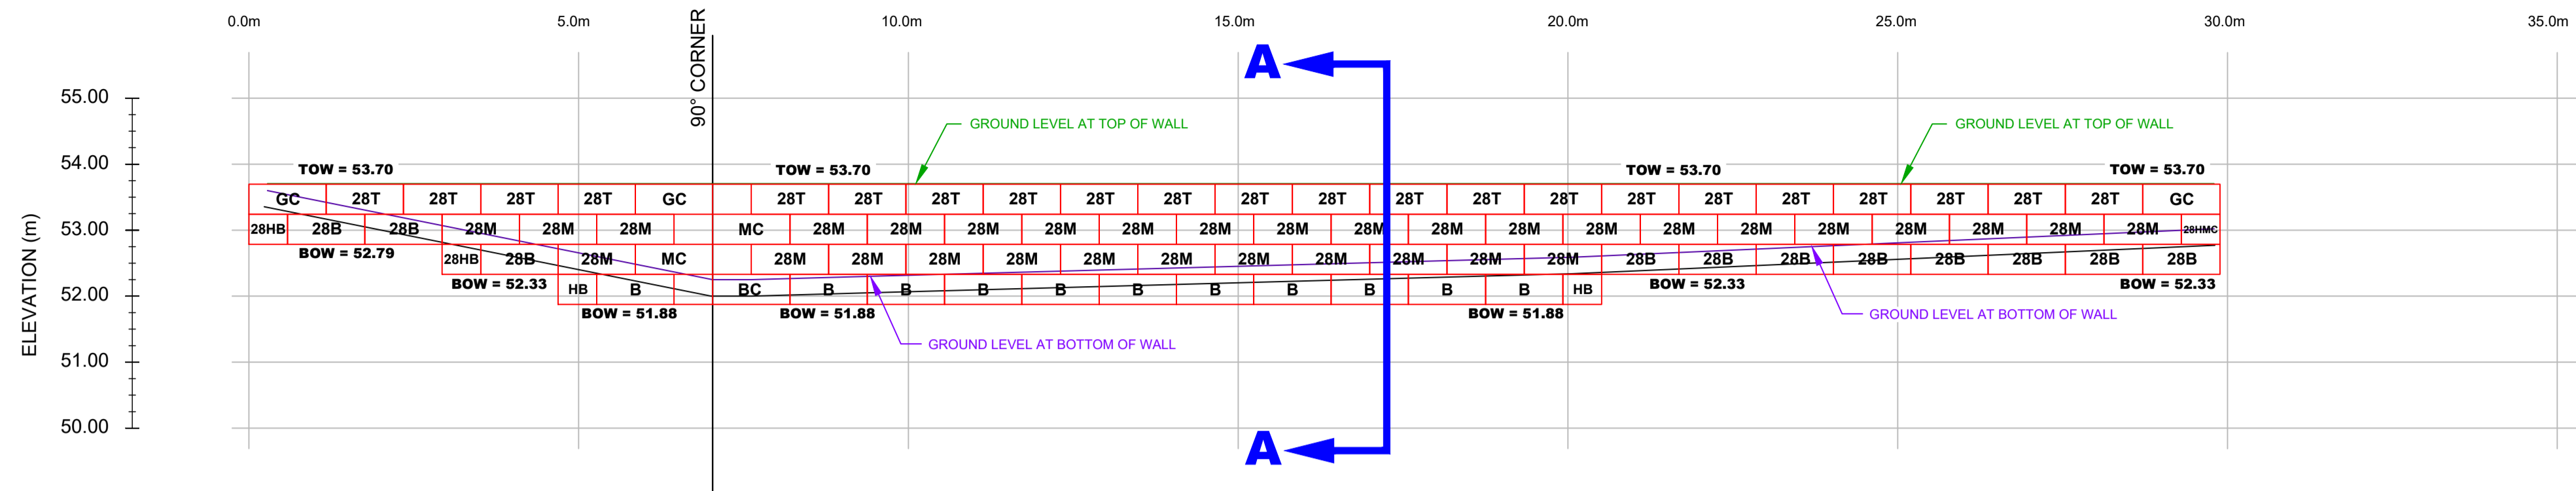 0.0m 5.0m 10.0m 15.0m 20.0m 25.0m 30.0m 35.0m
90° CORNER
A
55.00
GROUND LEVEL AT TOP OF WALL GROUND LEVEL AT TOP OF WALL
54.00
TOW = 53.70 TOW = 53.70 TOW = 53.70 TOW = 53.70
GC 28T 28T 28T 28T GC 28T 28T 28T 28T 28T 28T 28T 28T 28T 28T 28T 28T 28T 28T 28T 28T 28T 28T GC
53.00
28HB 28B 28B 28M 28M 28M MC 28M 28M 28M 28M 28M 28M 28M 28M 28M 28M 28M 28M 28M 28M 28M 28M 28M 28M 28HMC
BOW = 52.79
28HB 28B 28M MC 28M 28M 28M 28M 28M 28M 28M 28M 28M 28M 28M 28B 28B 28B 28B 28B 28B 28B 28B
BOW = 52.33 BOW = 52.33 BOW = 52.33
52.00
HB B BC B B B B B B B B B B HB
BOW = 51.88 BOW = 51.88 BOW = 51.88
GROUND LEVEL AT BOTTOM OF WALL
GROUND LEVEL AT BOTTOM OF WALL
51.00
50.00
A
ELEVATION (m)